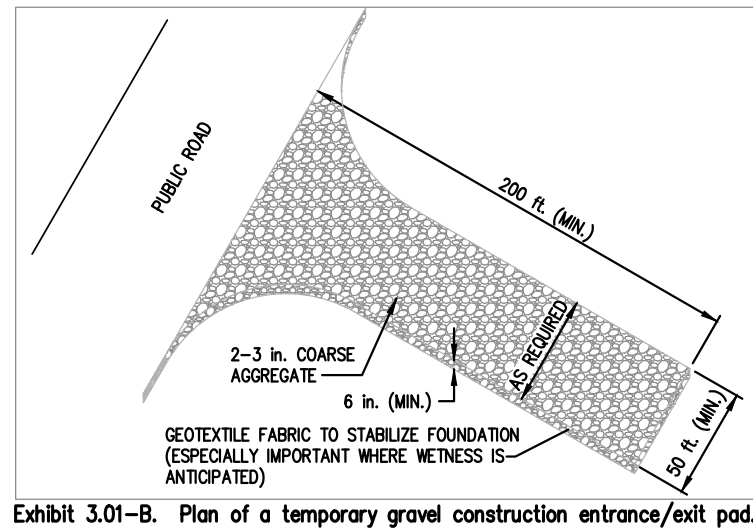 PUBLIC ROAD
200 ft. (MIN.)
2-3 in. COARSE
AGGREGATE
6 in. (MIN.)
AS REQUIRED
50 ft. (MIN.)
GEOTEXTILE FABRIC TO STABILIZE FOUNDATION
(ESPECIALLY IMPORTANT WHERE WETNESS IS
ANTICIPATED)
Exhibit 3.01-B. Plan of a temporary gravel construction entrance/exit pad